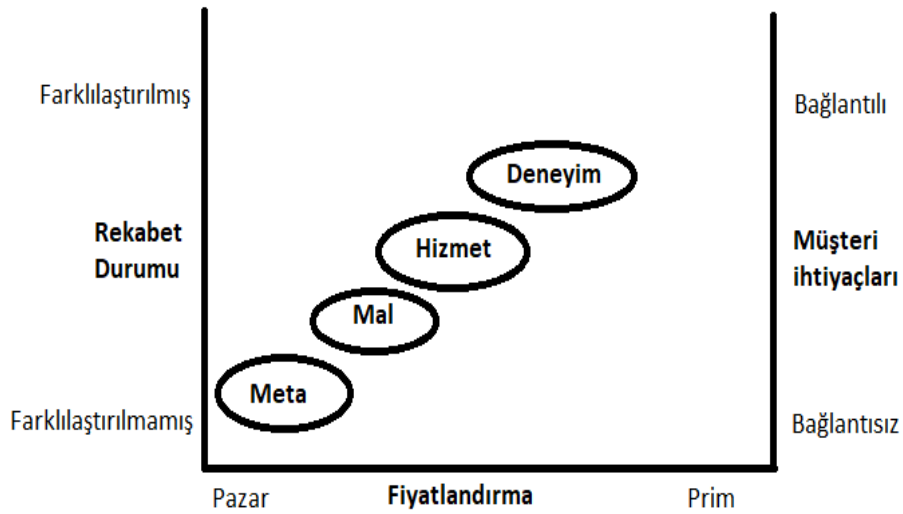 Farklılaştırılmış
Bağlantılı
Deneyim
Rekabet
Durumu
Hizmet
Müşteri
ihtiyaçları
Mal
Meta
Farklılaştırılmamış
Bağlantısız
Pazar
Fiyatlandırma
Prim